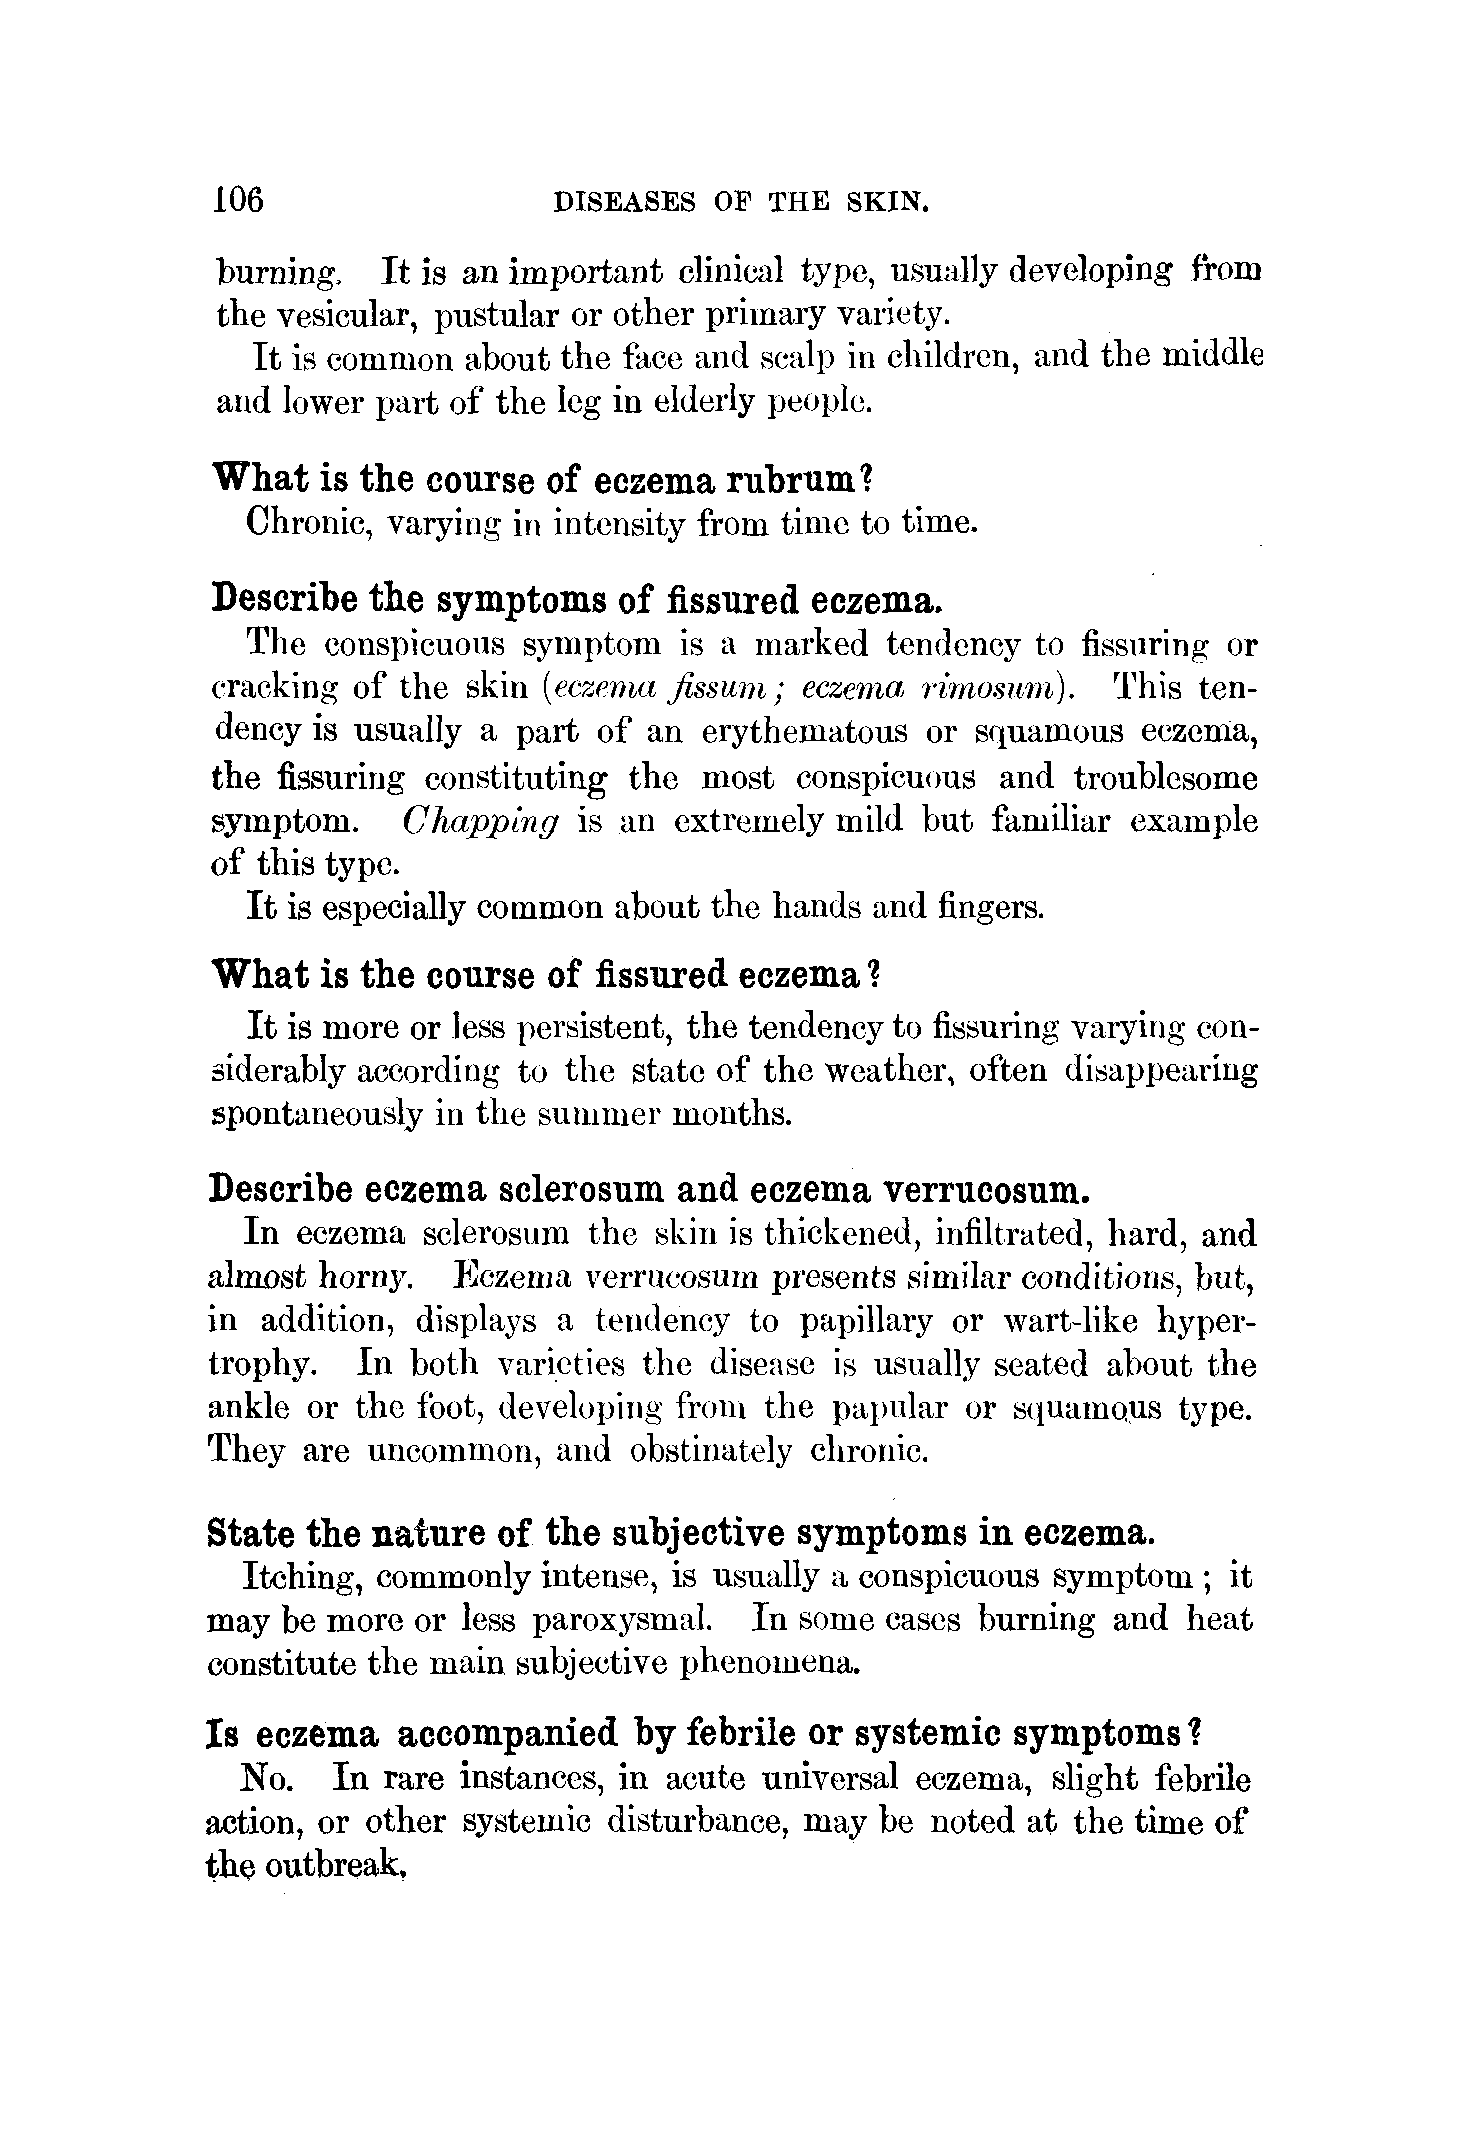 106 DISEASES OF THE SKIN.
burning. It is an important clinical type, usually developing from
the vesicular, pustular or other primary variety.
It is common about the face and scalp in children, and the middle
and lower part of the leg in elderly people.
What is the course of eczema rubrum?
Chronic, varying in intensity from time to time.
Describe the symptoms of fissured eczema.
The conspicuous symptom is a marked tendency to fissuring or
cracking of the skin (eczema fissum; eczema rimosum). This ten-
dency is usually a part of an erythematous or squamous eczema,
the fissuring constituting the most conspicuous and troublesome
symptom. Chapping is an extremely mild but familiar example
of this type.
It is especially common about the hands and fingers.
What is the course of fissured eczema?
It is more or less persistent, the tendency to fissuring varying con-
siderably according to the state of the weather, often disappearing
spontaneously in the summer months.
Describe eczema sclerosum and eczema verrucosum.
In eczema sclerosum the skin is thickened, infiltrated, hard, and
almost horny. Eczema verrucosum presents similar conditions, but,
in addition, displays a tendency to papillary or wart-like hyper-
trophy. In both varieties the disease is usually seated about the
ankle or the foot, developing from the papular or squamous type.
They are uncommon, and obstinately chronic.
State the nature of the subjective symptoms in eczema.
Itching, commonly intense, is usually a conspicuous symptom; it
may be more or less paroxysmal. In some cases burning and heat
constitute the main subjective phenomena.
Is eczema accompanied by febrile or systemic symptoms?
No. In rare instances, in acute universal eczema, slight febrile
action, or other systemic disturbance, may be noted at the time of
the outbreak.